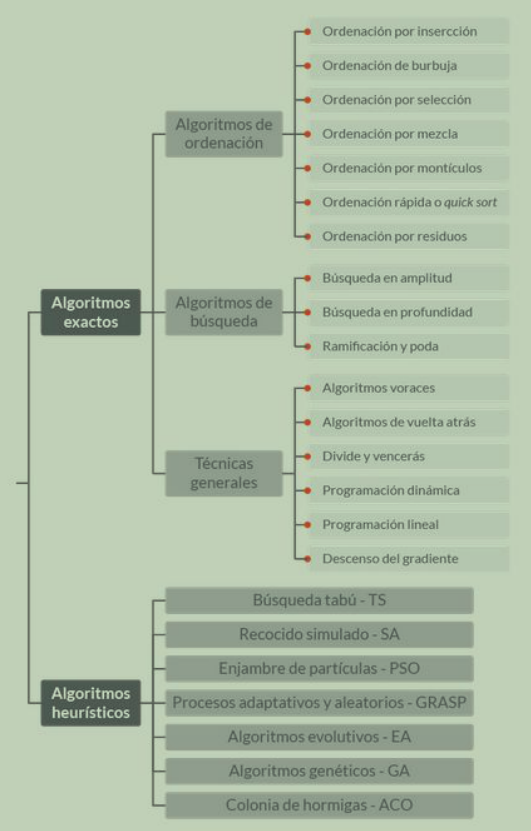 Algoritmos exactos
Algoritmos de ordenación
Ordenación por insercción
Ordenación de burbuja
Ordenación por selección
Ordenación por mezcla
Ordenación por montículos
Ordenación rápida o quick sort
Ordenación por residuos
Algoritmos de búsqueda
Búsqueda en amplitud
Búsqueda en profundidad
Ramificación y poda
Técnicas generales
Algoritmos voraces
Algoritmos de vuelta atrás
Divide y vencerás
Programación dinámica
Programación lineal
Descenso del gradiente
Algoritmos heurísticos
Búsqueda tabú - TS
Recocido simulado - SA
Enjambre de partículas - PSO
Procesos adaptativos y aleatorios - GRASP
Algoritmos evolutivos - EA
Algoritmos genéticos - GA
Colonia de hormigas - ACO